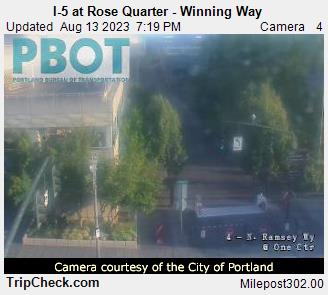 I-5 at Rose Quarter - Winning Way
Updated Aug 13 2023 7:19 PM Camera 4
PBOT
PORTLAND BUREAU OF TRANSPORTATION
4 - N. Ramsey Wy
@ One Ctr
Camera courtesy of the City of Portland
TripCheck.com Milepost302.00